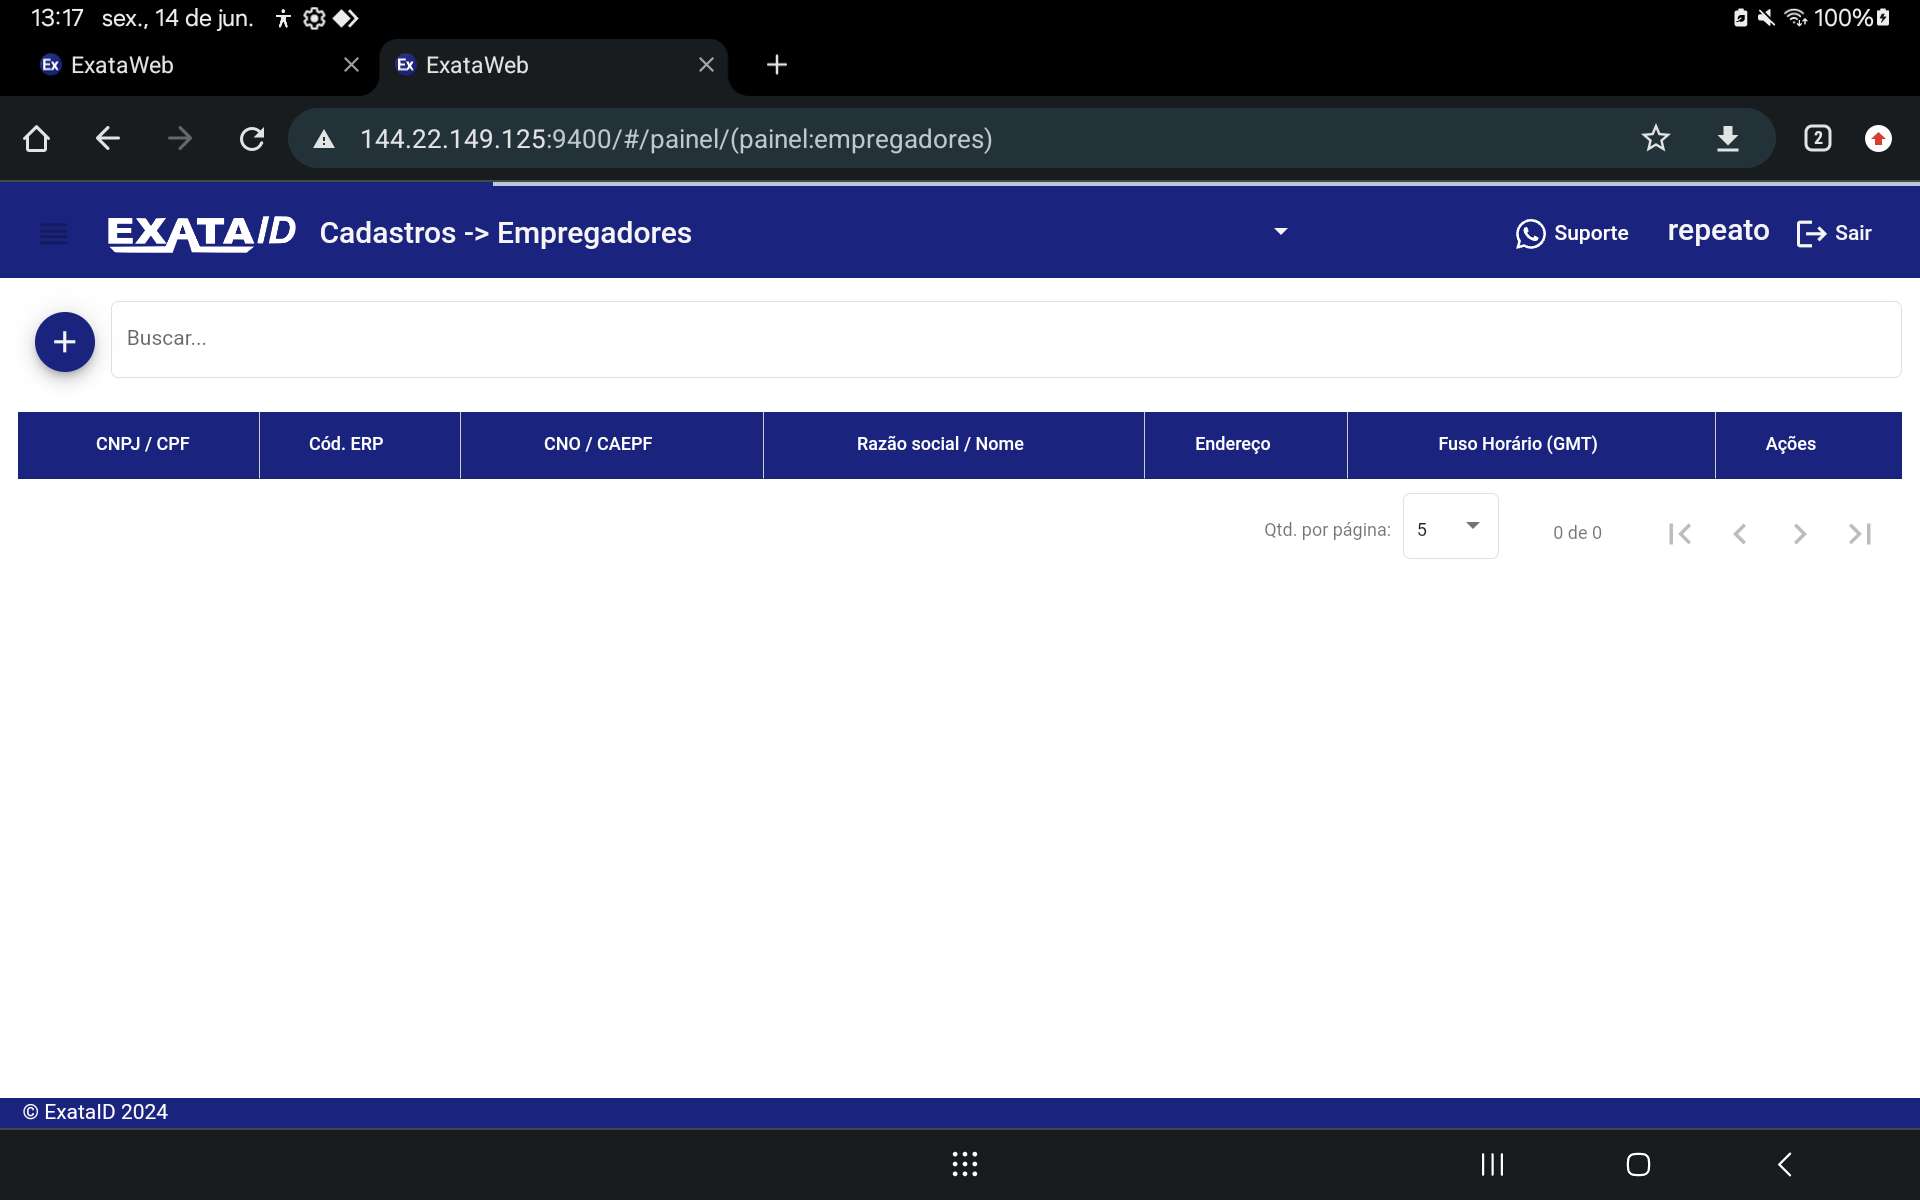 13:17 sex., 14 de jun. 100%
Ex ExataWeb Ex ExataWeb
144.22.149.125:9400/#/painel/(painel:empregadores) 2
EXATAID Cadastros -> Empregadores Suporte repeato Sair
Buscar...
CNPJ / CPF Cód. ERP CNO / CAEPF Razão social / Nome Endereço Fuso Horário (GMT) Ações
Qtd. por página: 5 0 de 0
© ExataID 2024